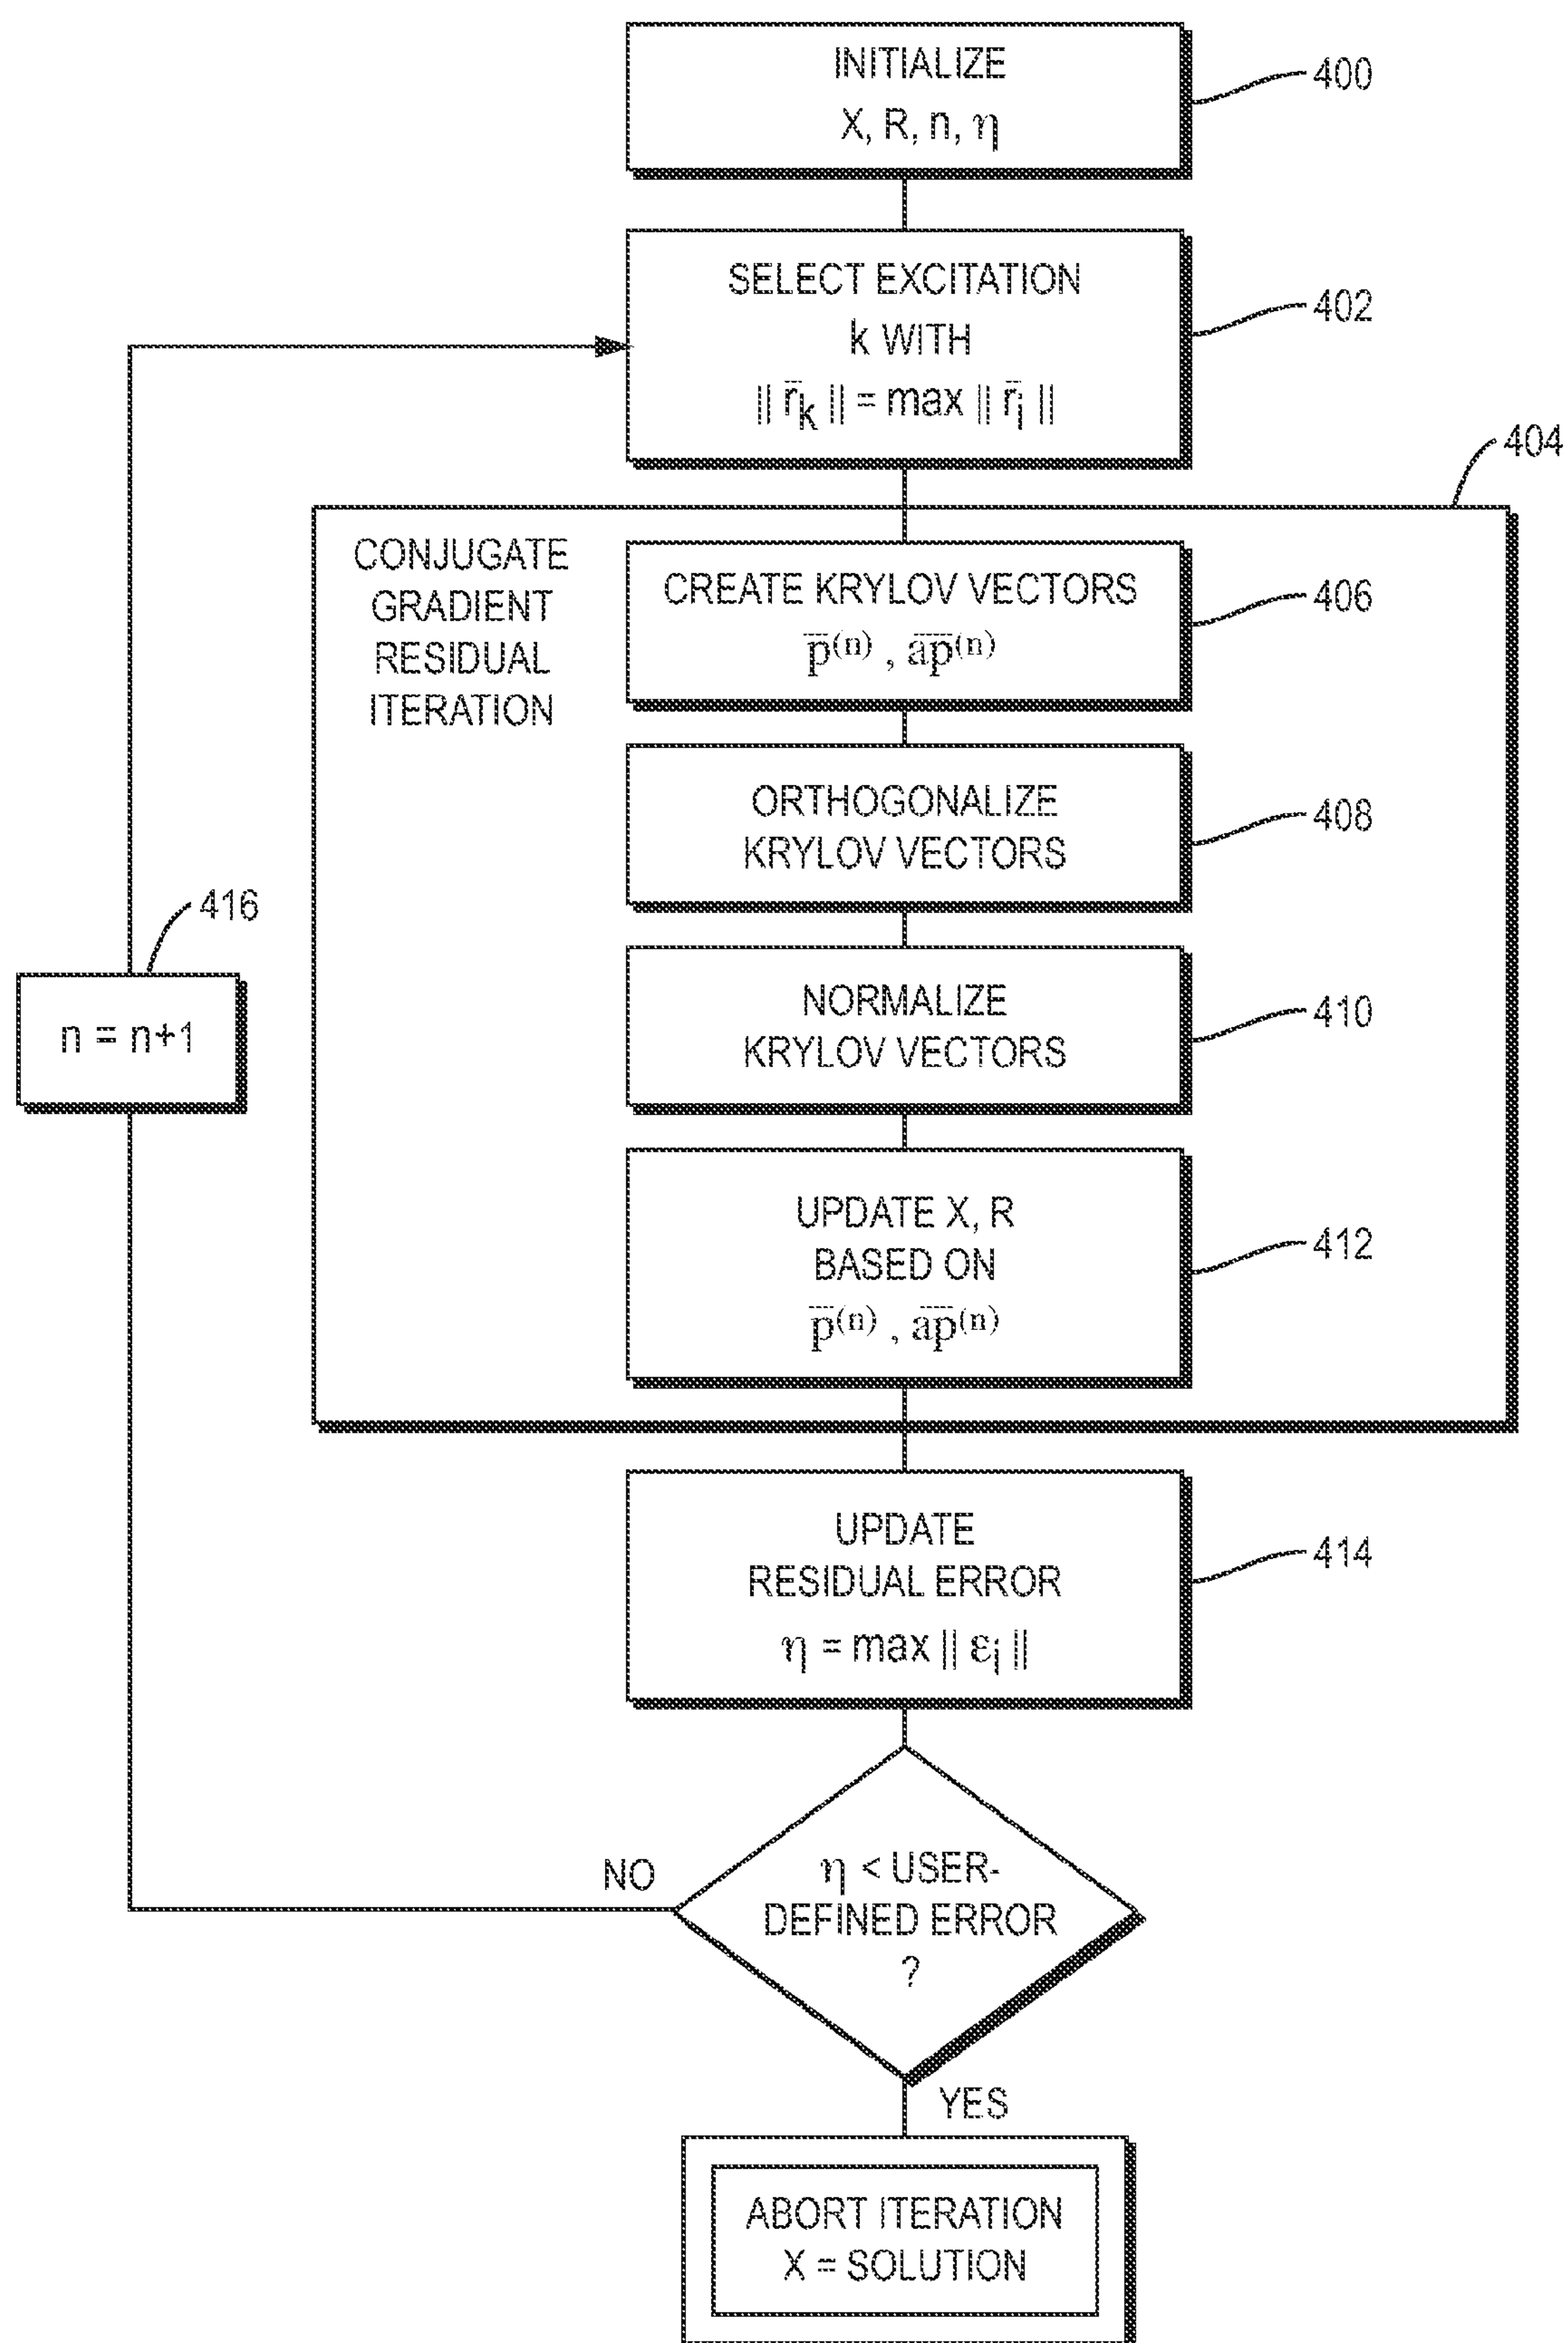 INITIALIZE
X, R, n, η
400
SELECT EXCITATION
k WITH
|| r̄k || = max || r̄i ||
402
404
CONJUGATE
GRADIENT
RESIDUAL
ITERATION
CREATE KRYLOV VECTORS
p̄⁽ⁿ⁾ , a̅p̅⁽ⁿ⁾
406
ORTHOGONALIZE
KRYLOV VECTORS
408
416
n = n+1
NORMALIZE
KRYLOV VECTORS
410
UPDATE X, R
BASED ON
p̄⁽ⁿ⁾ , a̅p̅⁽ⁿ⁾
412
UPDATE
RESIDUAL ERROR
η = max || εi ||
414
NO
η < USER-
DEFINED ERROR
?
YES
ABORT ITERATION
X = SOLUTION